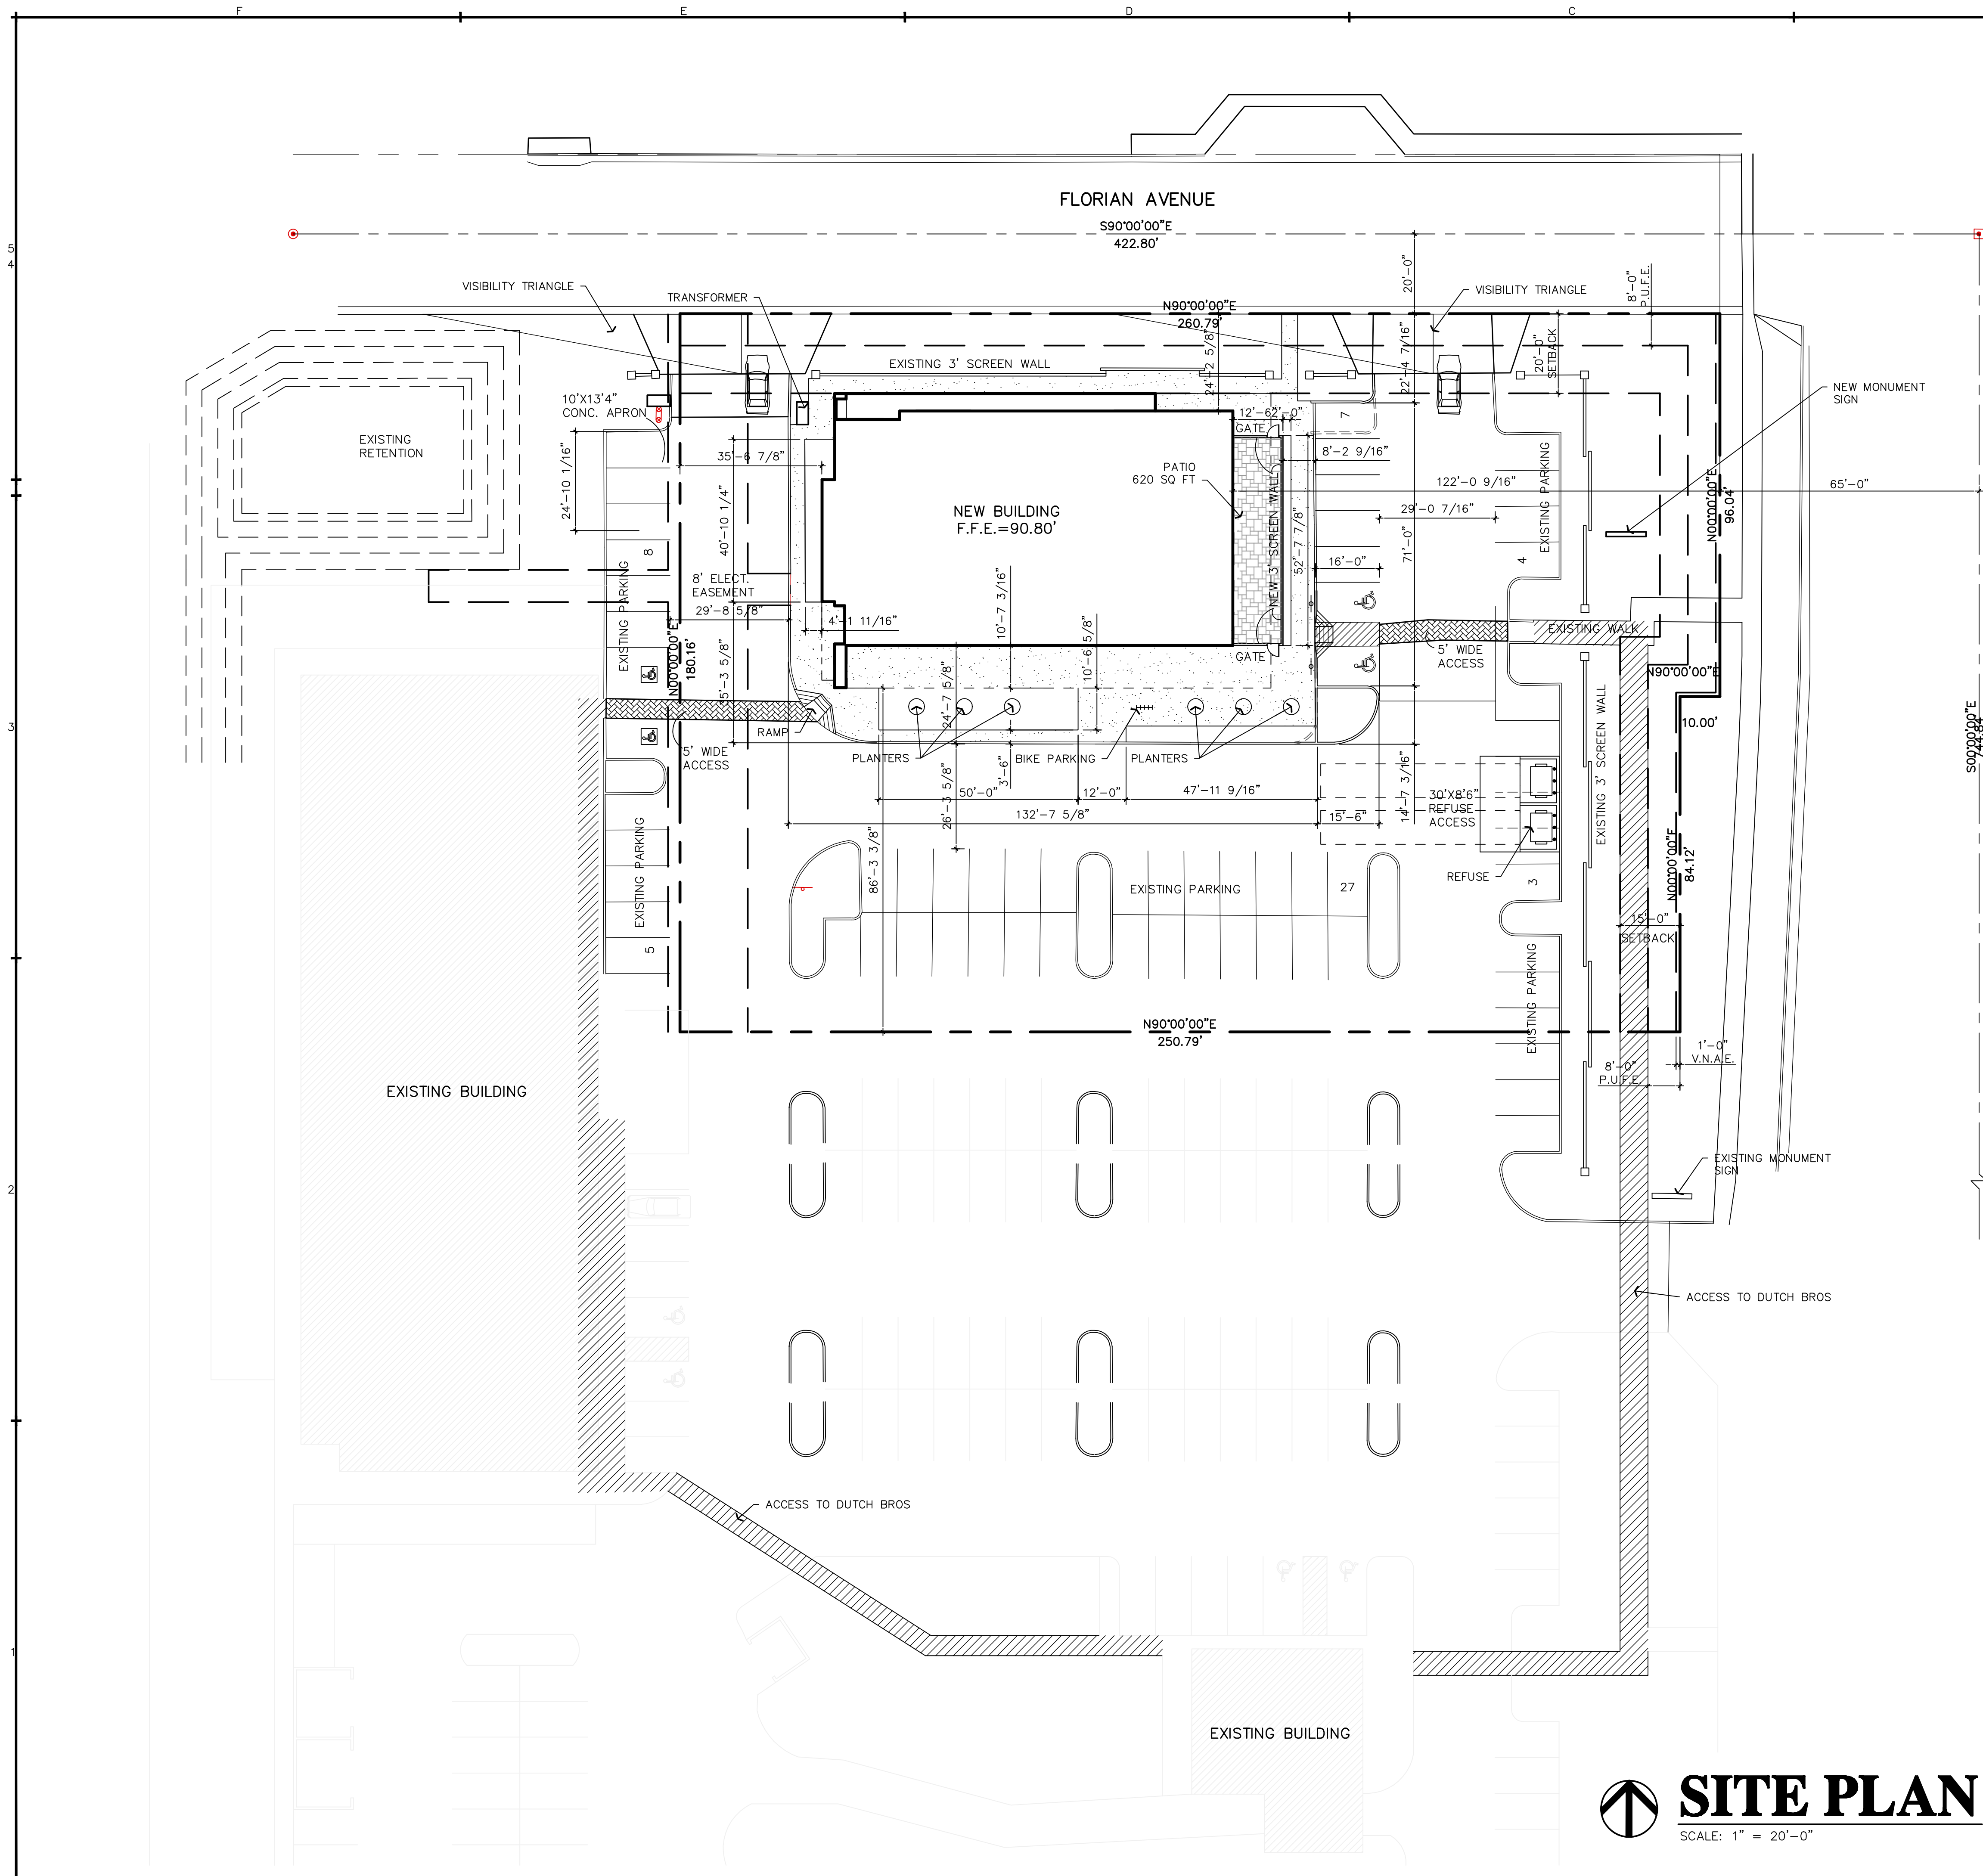 F
E
D
C
5
4
3
2
1
FLORIAN AVENUE
S90°00'00"E
422.80'
VISIBILITY TRIANGLE
TRANSFORMER
N90°00'00"E
260.79'
20'-0"
VISIBILITY TRIANGLE
8'-0"
P.U.F.E.
EXISTING 3' SCREEN WALL
24'-2 5/8"
22'-4 7/16"
20'-0"
SETBACK
NEW MONUMENT
SIGN
10'X13'4"
CONC. APRON
EXISTING
RETENTION
24'-10 1/16"
35'-6 7/8"
40'-10 1/4"
12'-6"
2'-0"
GATE
7
8'-2 9/16"
PATIO
620 SQ FT
NEW BUILDING
F.F.E.=90.80'
NEW 3' SCREEN WALL
52'-7 7/8"
122'-0 9/16"
65'-0"
29'-0 7/16"
71'-0"
16'-0"
EXISTING PARKING
4
N00°00'00"E
96.04'
8
EXISTING PARKING
8' ELECT.
EASEMENT
29'-8 5/8"
4'-1 11/16"
10'-7 3/16"
10'-6 5/8"
N00°00'00"E
180.16'
35'-3 5/8"
24'-7 5/8"
GATE
EXISTING WALK
5' WIDE
ACCESS
N90°00'00"E
10.00'
RAMP
5' WIDE
ACCESS
PLANTERS
BIKE PARKING
PLANTERS
3'-6"
26'-3 5/8"
50'-0"
12'-0"
47'-11 9/16"
132'-7 5/8"
15'-6"
14'-7 3/16"
30'X8'6"
REFUSE
ACCESS
EXISTING 3' SCREEN WALL
S00°00'00"E
744.84'
86'-3 3/8"
EXISTING PARKING
5
EXISTING PARKING
27
REFUSE
3
N00°00'00"E
84.12'
15'-0"
SETBACK
EXISTING PARKING
N90°00'00"E
250.79'
1'-0"
V.N.A.E.
8'-0"
P.U.F.E.
EXISTING BUILDING
EXISTING MONUMENT
SIGN
ACCESS TO DUTCH BROS
ACCESS TO DUTCH BROS
EXISTING BUILDING
SITE PLAN
SCALE: 1" = 20'-0"